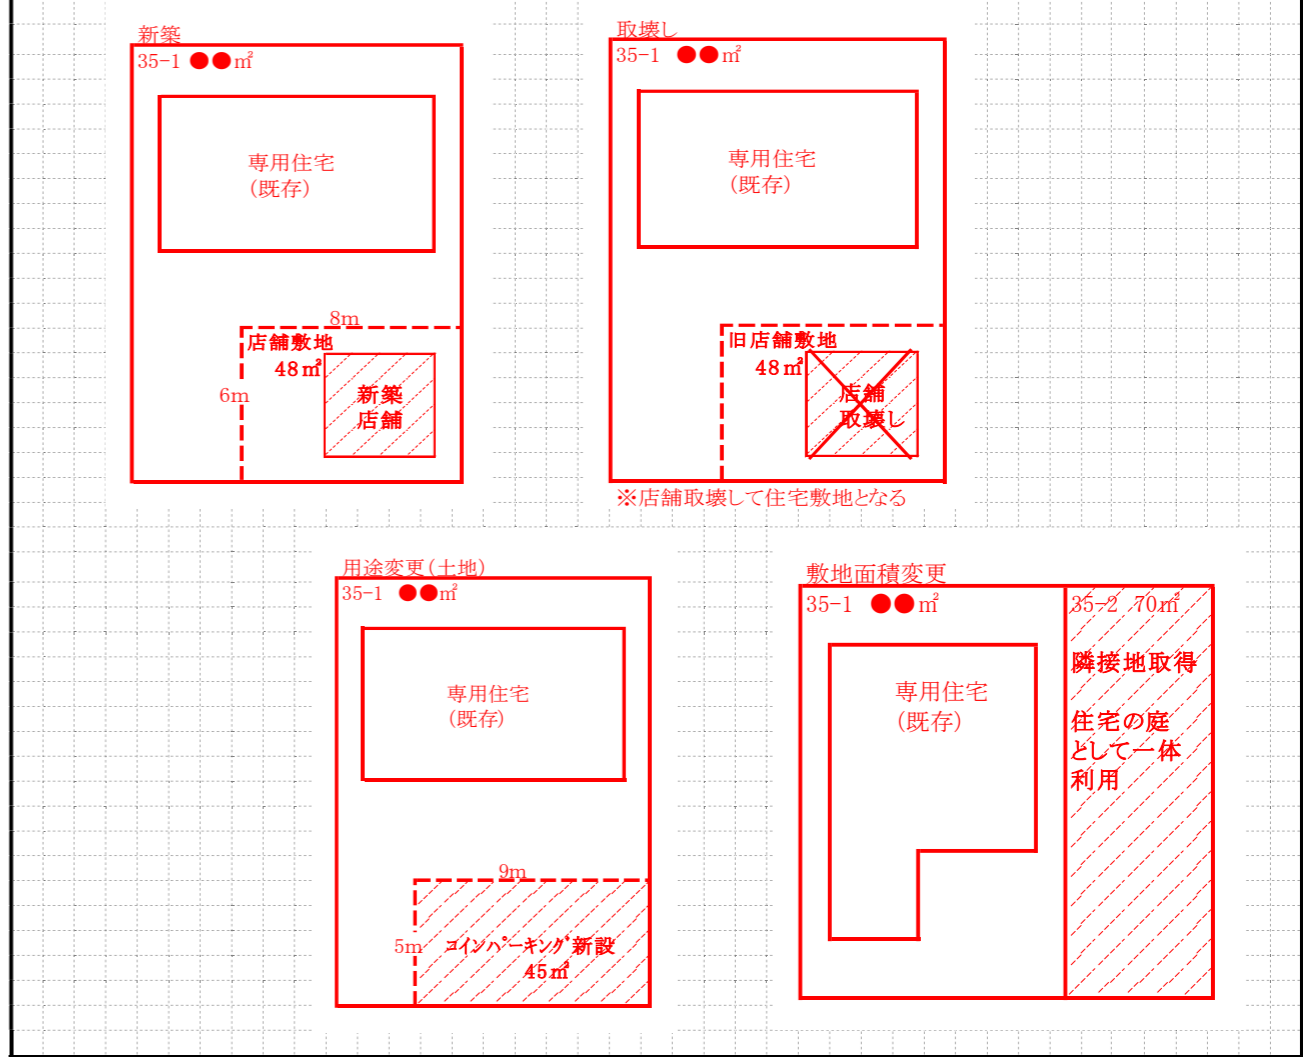 新築
35-1 ●●㎡
専用住宅
(既存)
8m
店舗敷地
48㎡
6m
新築
店舗
取壊し
35-1 ●●㎡
専用住宅
(既存)
旧店舗敷地
48㎡
店舗
取壊し
※店舗取壊して住宅敷地となる
用途変更(土地)
35-1 ●●㎡
専用住宅
(既存)
9m
5m
ｺｲﾝﾊﾟｰｷﾝｸﾞ新設
45㎡
敷地面積変更
35-1 ●●㎡
専用住宅
(既存)
35-2 70㎡
隣接地取得
住宅の庭
として一体
利用